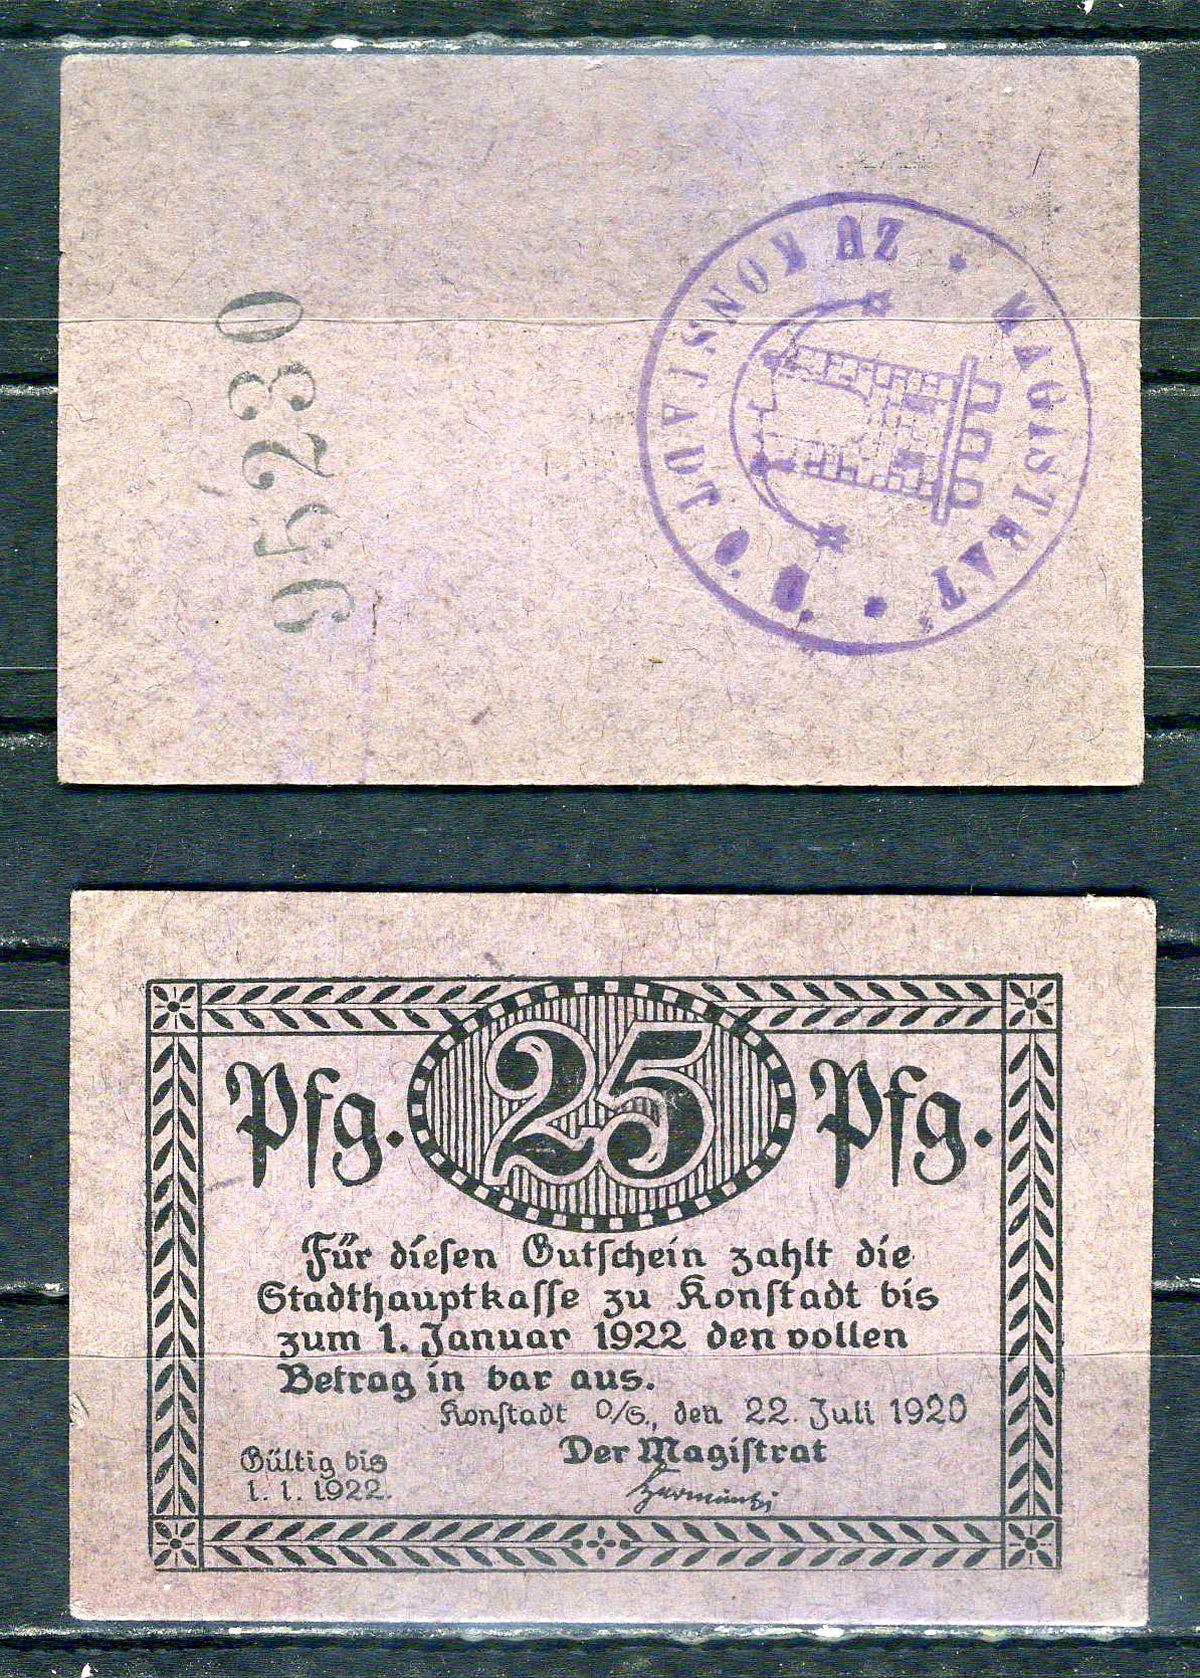 95230
MAGISTRAT
ZU KONSTADT
25
Pfg. Pfg.
Für diesen Gutschein zahlt die
Stadthauptkasse zu Konstadt bis
zum 1. Januar 1922 den vollen
Betrag in bar aus.
Konstadt O/S., den 22. Juli 1920
Der Magistrat
Gültig bis
1. 1. 1922.